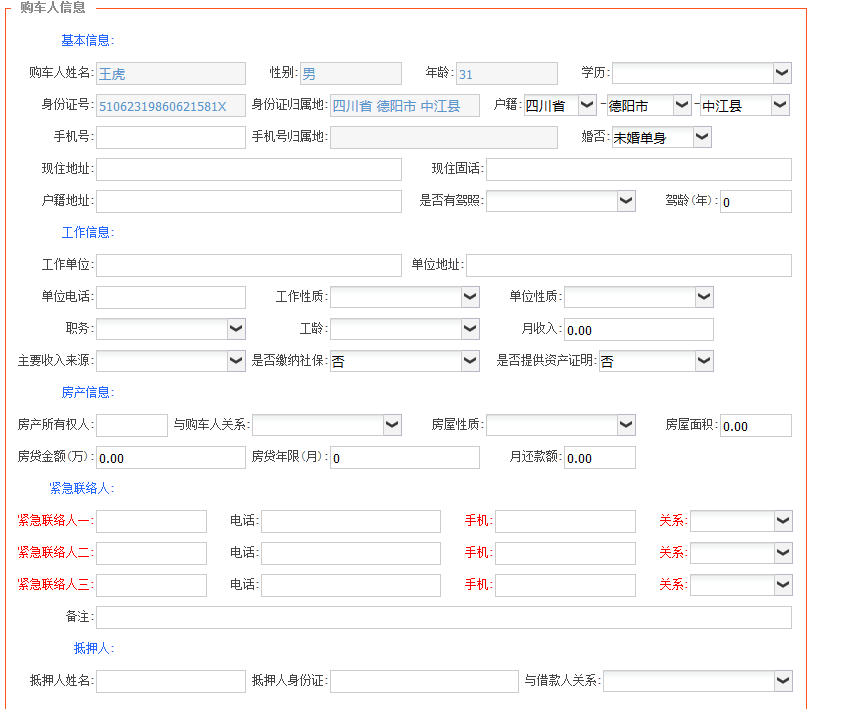 购车人信息
基本信息:
购车人姓名: 王虎 性别: 男 年龄: 31 学历:
身份证号: 51062319860621581X 身份证归属地: 四川省 德阳市 中江县 户籍: 四川省 - 德阳市 - 中江县
手机号: 手机号归属地: 婚否: 未婚单身
现住地址: 现住固话:
户籍地址: 是否有驾照: 驾龄(年): 0
工作信息:
工作单位: 单位地址:
单位电话: 工作性质: 单位性质:
职务: 工龄: 月收入: 0.00
主要收入来源: 是否缴纳社保: 否 是否提供资产证明: 否
房产信息:
房产所有权人: 与购车人关系: 房屋性质: 房屋面积: 0.00
房贷金额(万): 0.00 房贷年限(月): 0 月还款额: 0.00
紧急联络人:
紧急联络人一: 电话: 手机: 关系:
紧急联络人二: 电话: 手机: 关系:
紧急联络人三: 电话: 手机: 关系:
备注:
抵押人:
抵押人姓名: 抵押人身份证: 与借款人关系: